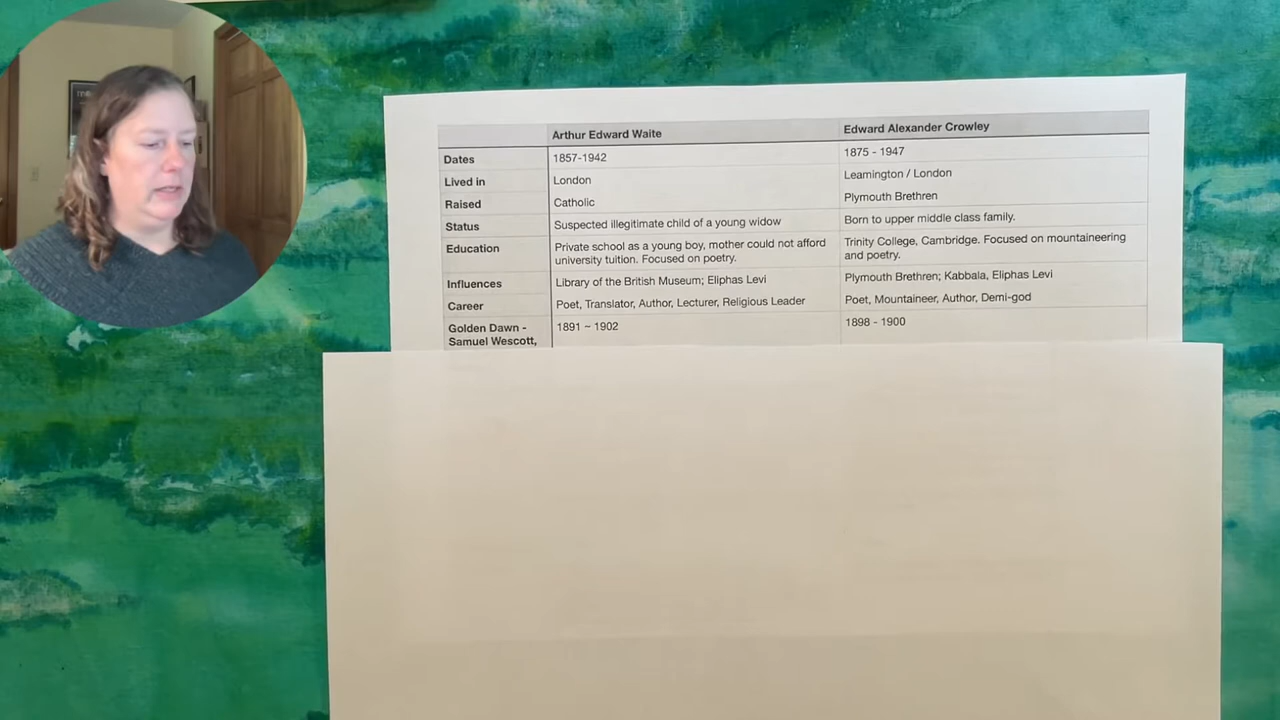 Arthur Edward Waite Edward Alexander Crowley
Dates 1857-1942 1875 - 1947
Lived in London Leamington / London
Raised Catholic Plymouth Brethren
Status Suspected illegitimate child of a young widow Born to upper middle class family.
Education Private school as a young boy, mother could not afford Trinity College, Cambridge. Focused on mountaineering
university tuition. Focused on poetry. and poetry.
Influences Library of the British Museum; Eliphas Levi Plymouth Brethren; Kabbala, Eliphas Levi
Career Poet, Translator, Author, Lecturer, Religious Leader Poet, Mountaineer, Author, Demi-god
Golden Dawn - 1891 ~ 1902 1898 - 1900
Samuel Wescott,